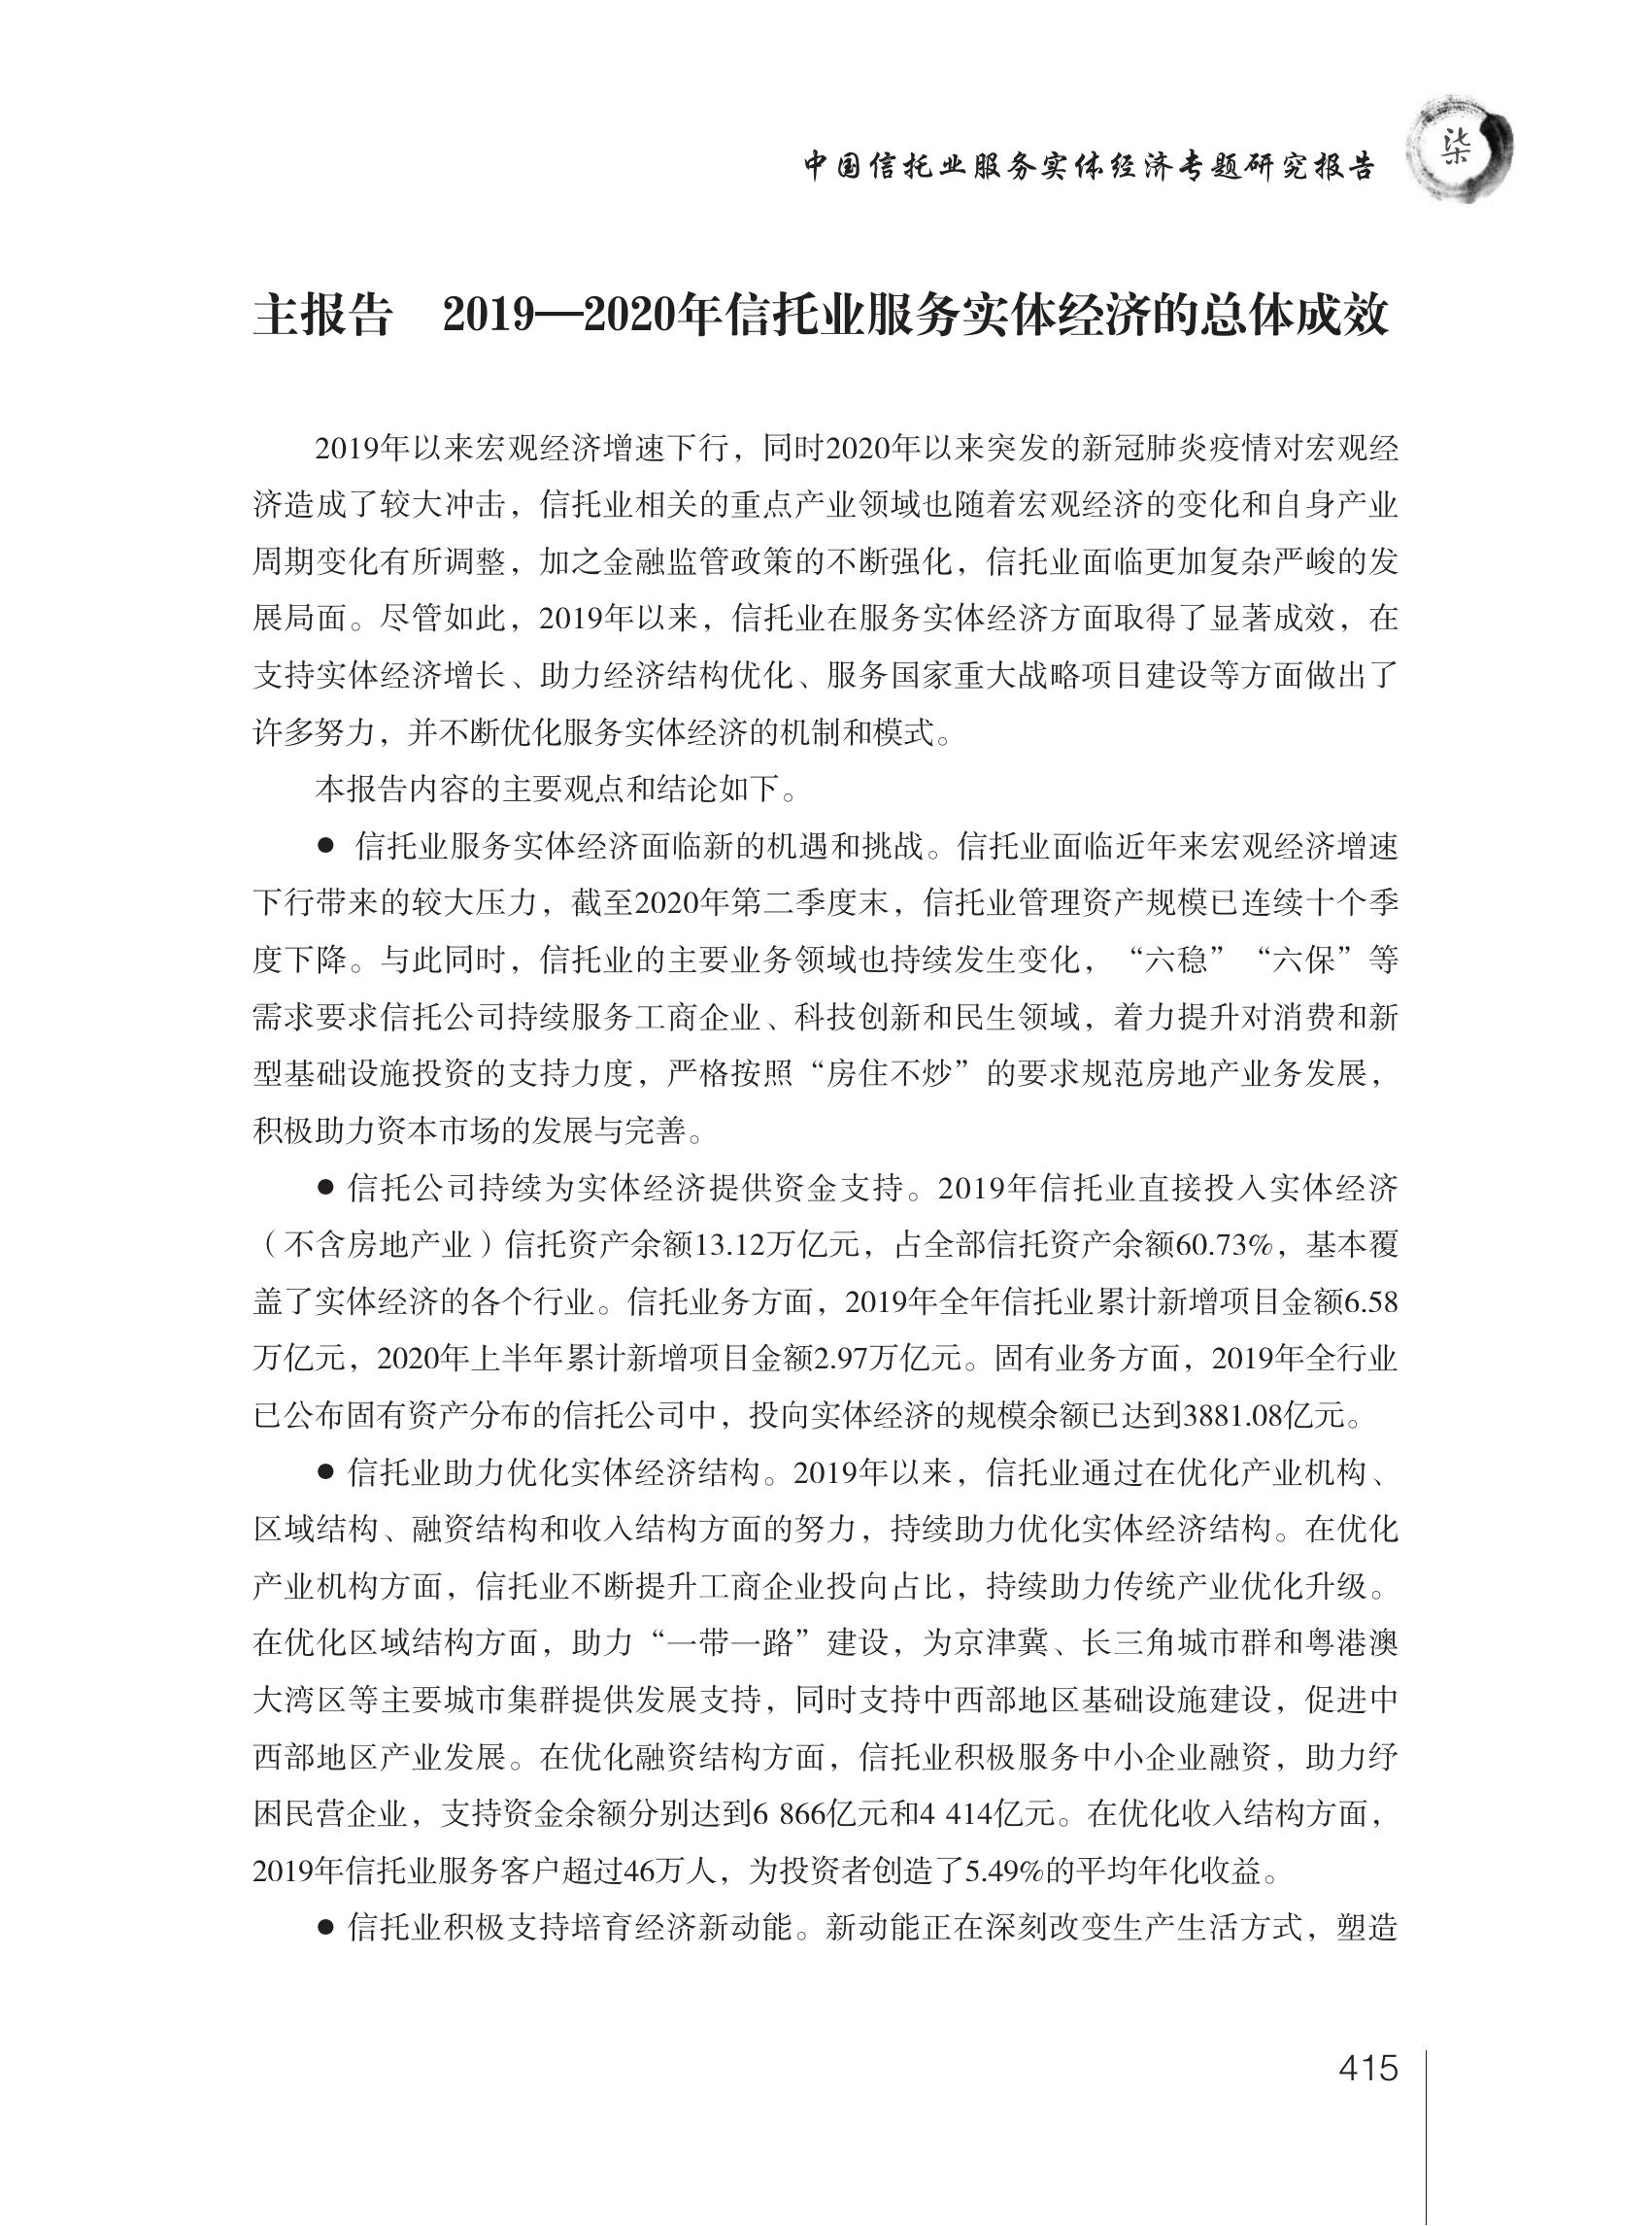 中国信托业服务实体经济专题研究报告
柒
主报告　2019—2020年信托业服务实体经济的总体成效
2019年以来宏观经济增速下行，同时2020年以来突发的新冠肺炎疫情对宏观经
济造成了较大冲击，信托业相关的重点产业领域也随着宏观经济的变化和自身产业
周期变化有所调整，加之金融监管政策的不断强化，信托业面临更加复杂严峻的发
展局面。尽管如此，2019年以来，信托业在服务实体经济方面取得了显著成效，在
支持实体经济增长、助力经济结构优化、服务国家重大战略项目建设等方面做出了
许多努力，并不断优化服务实体经济的机制和模式。
本报告内容的主要观点和结论如下。
● 信托业服务实体经济面临新的机遇和挑战。信托业面临近年来宏观经济增速
下行带来的较大压力，截至2020年第二季度末，信托业管理资产规模已连续十个季
度下降。与此同时，信托业的主要业务领域也持续发生变化，“六稳”“六保”等
需求要求信托公司持续服务工商企业、科技创新和民生领域，着力提升对消费和新
型基础设施投资的支持力度，严格按照“房住不炒”的要求规范房地产业务发展，
积极助力资本市场的发展与完善。
● 信托公司持续为实体经济提供资金支持。2019年信托业直接投入实体经济
（不含房地产业）信托资产余额13.12万亿元，占全部信托资产余额60.73%，基本覆
盖了实体经济的各个行业。信托业务方面，2019年全年信托业累计新增项目金额6.58
万亿元，2020年上半年累计新增项目金额2.97万亿元。固有业务方面，2019年全行业
已公布固有资产分布的信托公司中，投向实体经济的规模余额已达到3881.08亿元。
● 信托业助力优化实体经济结构。2019年以来，信托业通过在优化产业机构、
区域结构、融资结构和收入结构方面的努力，持续助力优化实体经济结构。在优化
产业机构方面，信托业不断提升工商企业投向占比，持续助力传统产业优化升级。
在优化区域结构方面，助力“一带一路”建设，为京津冀、长三角城市群和粤港澳
大湾区等主要城市集群提供发展支持，同时支持中西部地区基础设施建设，促进中
西部地区产业发展。在优化融资结构方面，信托业积极服务中小企业融资，助力纾
困民营企业，支持资金余额分别达到6 866亿元和4 414亿元。在优化收入结构方面，
2019年信托业服务客户超过46万人，为投资者创造了5.49%的平均年化收益。
● 信托业积极支持培育经济新动能。新动能正在深刻改变生产生活方式，塑造
415